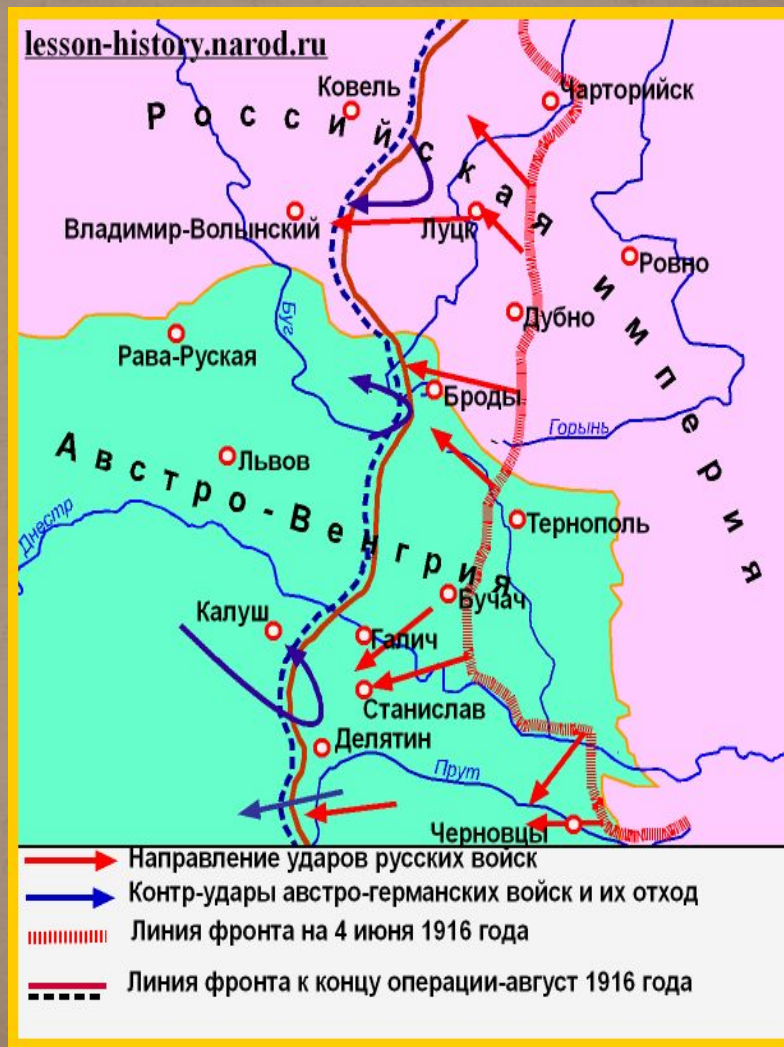 lesson-history.narod.ru
Ковель
Чарторийск
Российская империя
Владимир-Волынский
Луцк
Ровно
Буг
Дубно
Рава-Руская
Броды
Горынь
Австро-Венгрия
Львов
Днестр
Тернополь
Бучач
Калуш
Галич
Станислав
Делятин
Прут
Черновцы
Направление ударов русских войск
Контр-удары австро-германских войск и их отход
Линия фронта на 4 июня 1916 года
Линия фронта к концу операции-август 1916 года